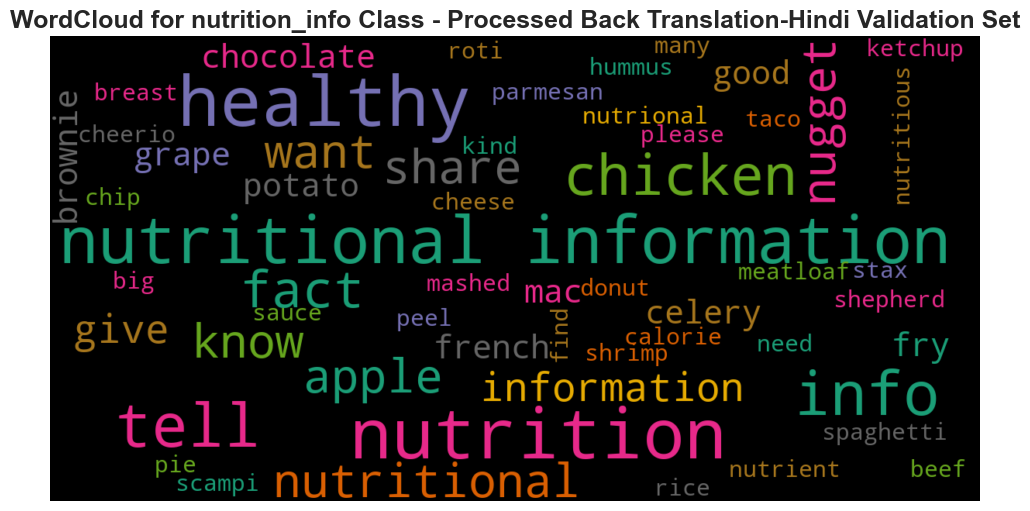 WordCloud for nutrition_info Class - Processed Back Translation-Hindi Validation Set
chocolate
roti
many
ketchup
hummus
good
nugget
healthy
breast
parmesan
brownie
nutrional
taco
nutritious
cheerio
please
grape
want
kind
share
chicken
potato
chip
cheese
nutritional information
big
fact
mashed
mac
donut
meatloaf
stax
shepherd
sauce
give
peel
find
celery
know
french
calorie
shrimp
need
fry
apple
information
info
tell
nutrition
spaghetti
pie
scampi
nutritional
rice
nutrient
beef